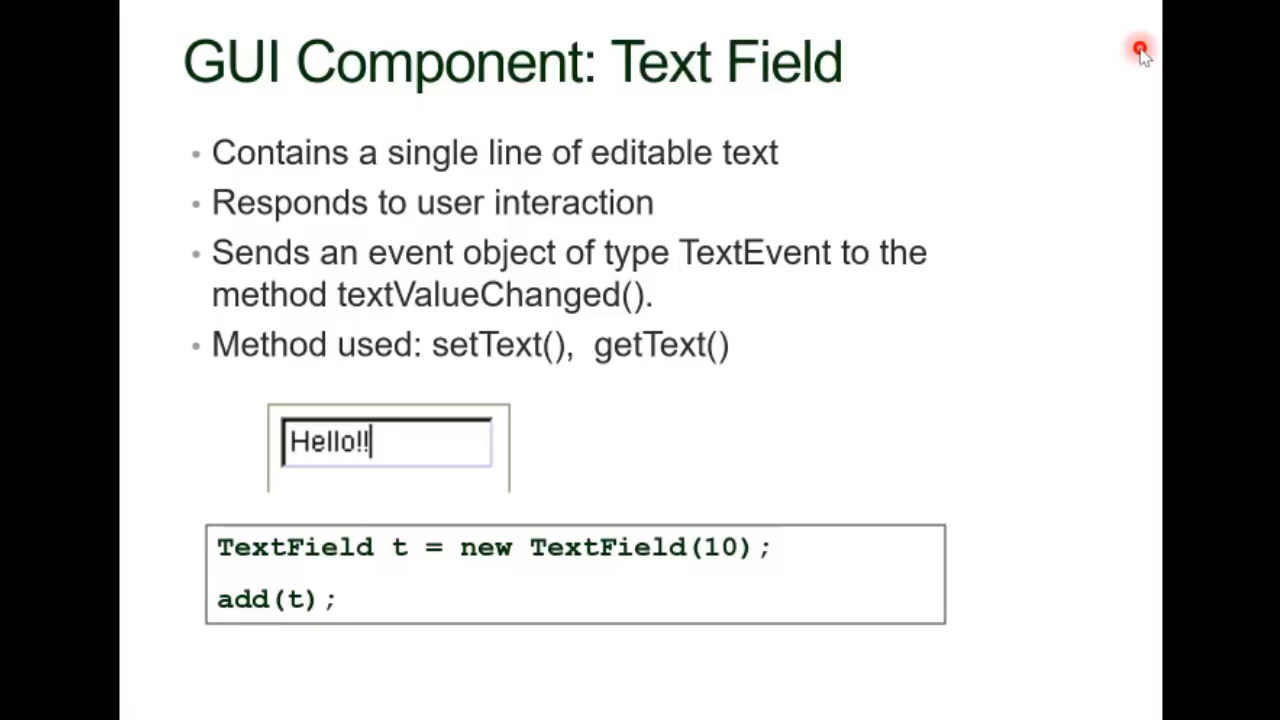 GUI Component: Text Field
• Contains a single line of editable text
• Responds to user interaction
• Sends an event object of type TextEvent to the
method textValueChanged().
• Method used: setText(), getText()
Hello!!
TextField t = new TextField(10);
add(t);